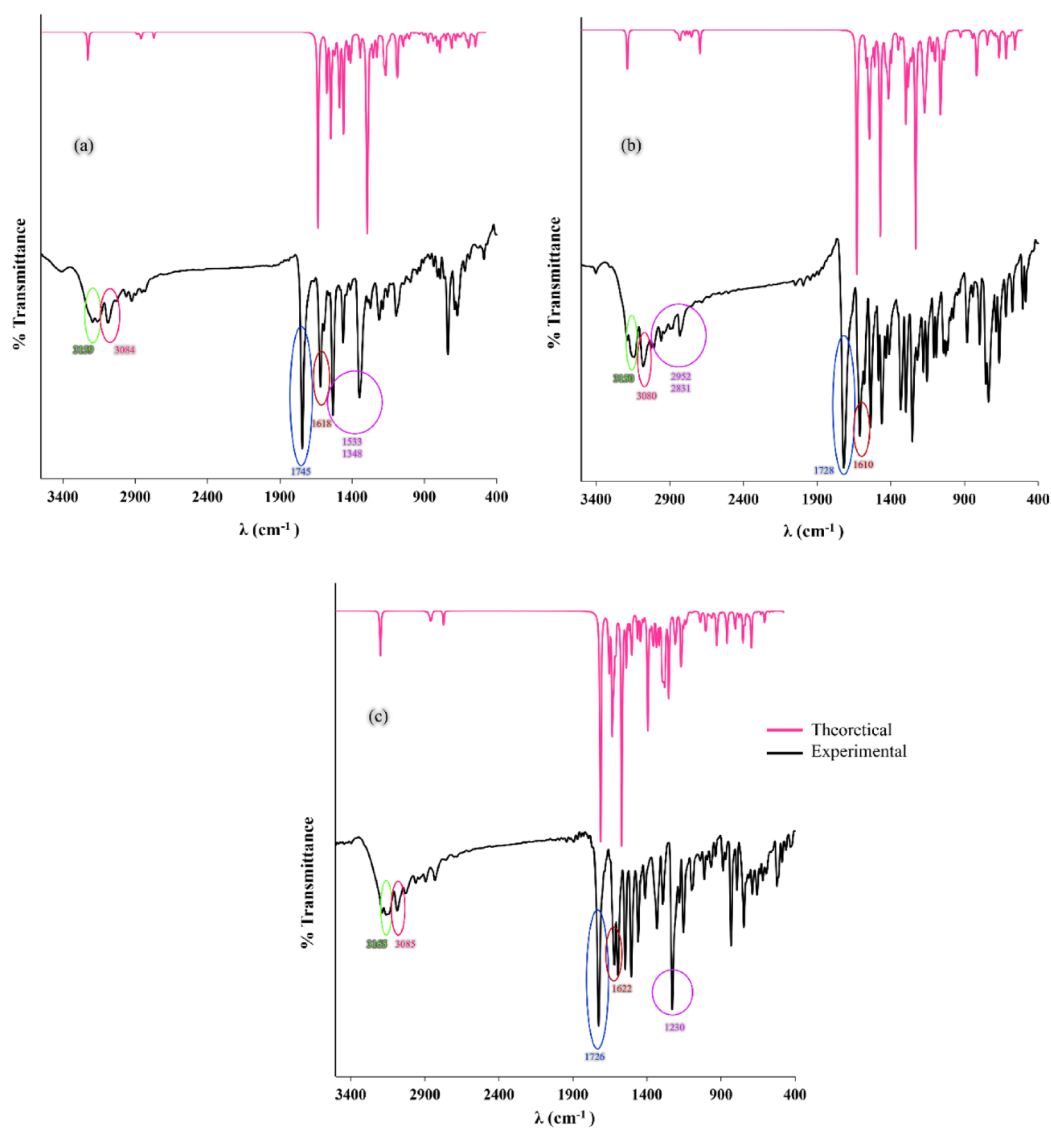 (a)
% Transmittance
3084
1745
1618
1533
1348
3400 2900 2400 1900 1400 900 400
λ (cm⁻¹ )
(b)
% Transmittance
3080
2952
2831
1728
1610
3400 2900 2400 1900 1400 900 400
λ (cm⁻¹ )
(c)
% Transmittance
3085
1726
1622
1230
Theoretical
Experimental
3400 2900 2400 1900 1400 900 400
λ (cm⁻¹ )